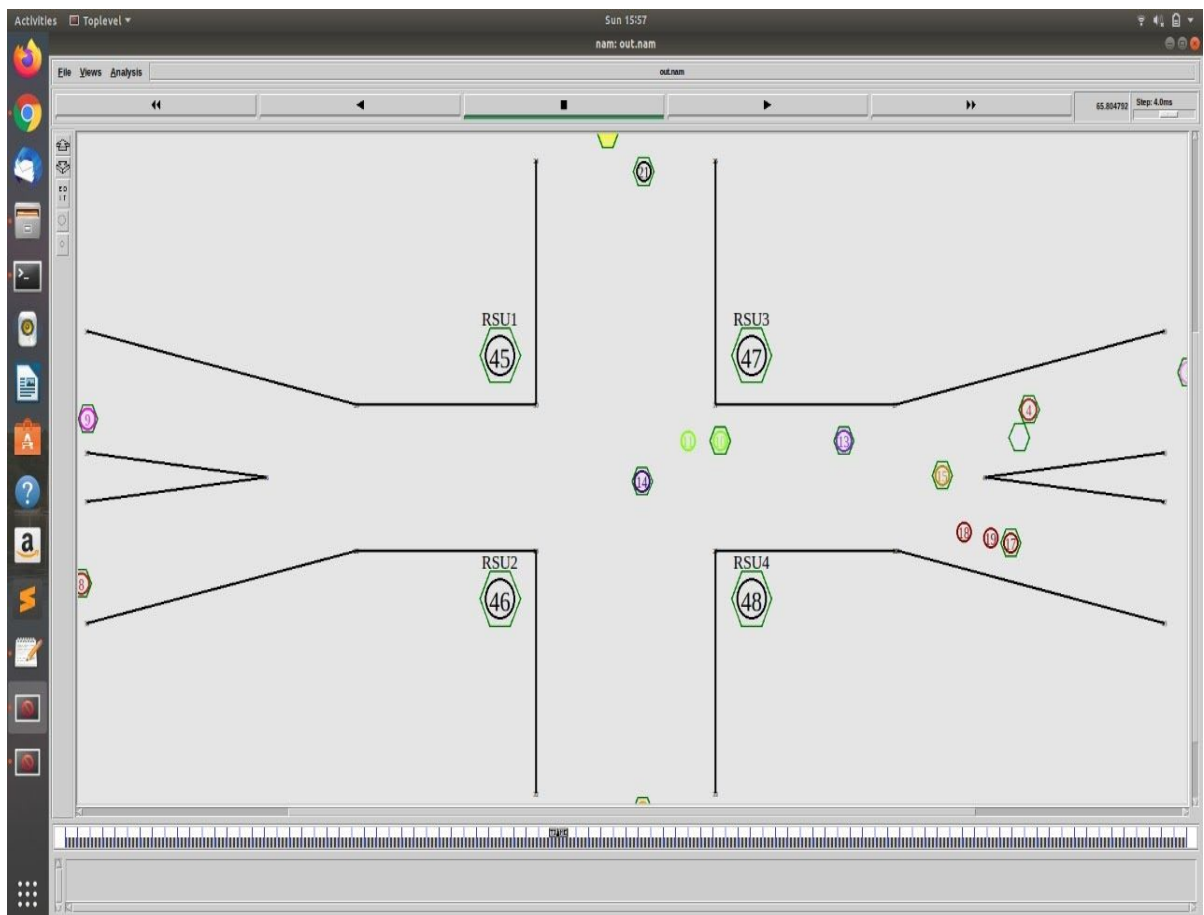 Activities Toplevel Sun 15:57
nam: out.nam
File Views Analysis out.nam
65.804792 Step: 4.0ms
E D
I T
21
RSU1 RSU3
45 47
4
9
13
14
15
18 19 17
8
RSU2 RSU4
46 48